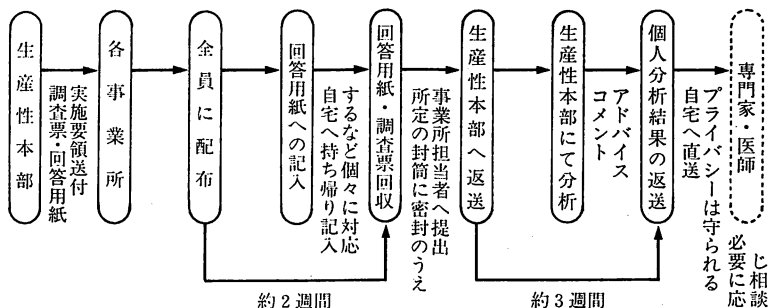 生産性本部
調査票・回答用紙
実施要領送付
各事業所
全員に配布
回答用紙への記入
自宅へ持ち帰り記入
するなど個々に対応
回答用紙・調査票回収
所定の封筒に密封のうえ
事業所担当者へ提出
生産性本部へ返送
生産性本部にて分析
コメント
アドバイス
個人分析結果の返送
自宅へ直送
プライバシーは守られる
専門家・医師
必要に応
じ相談
約2週間
約3週間